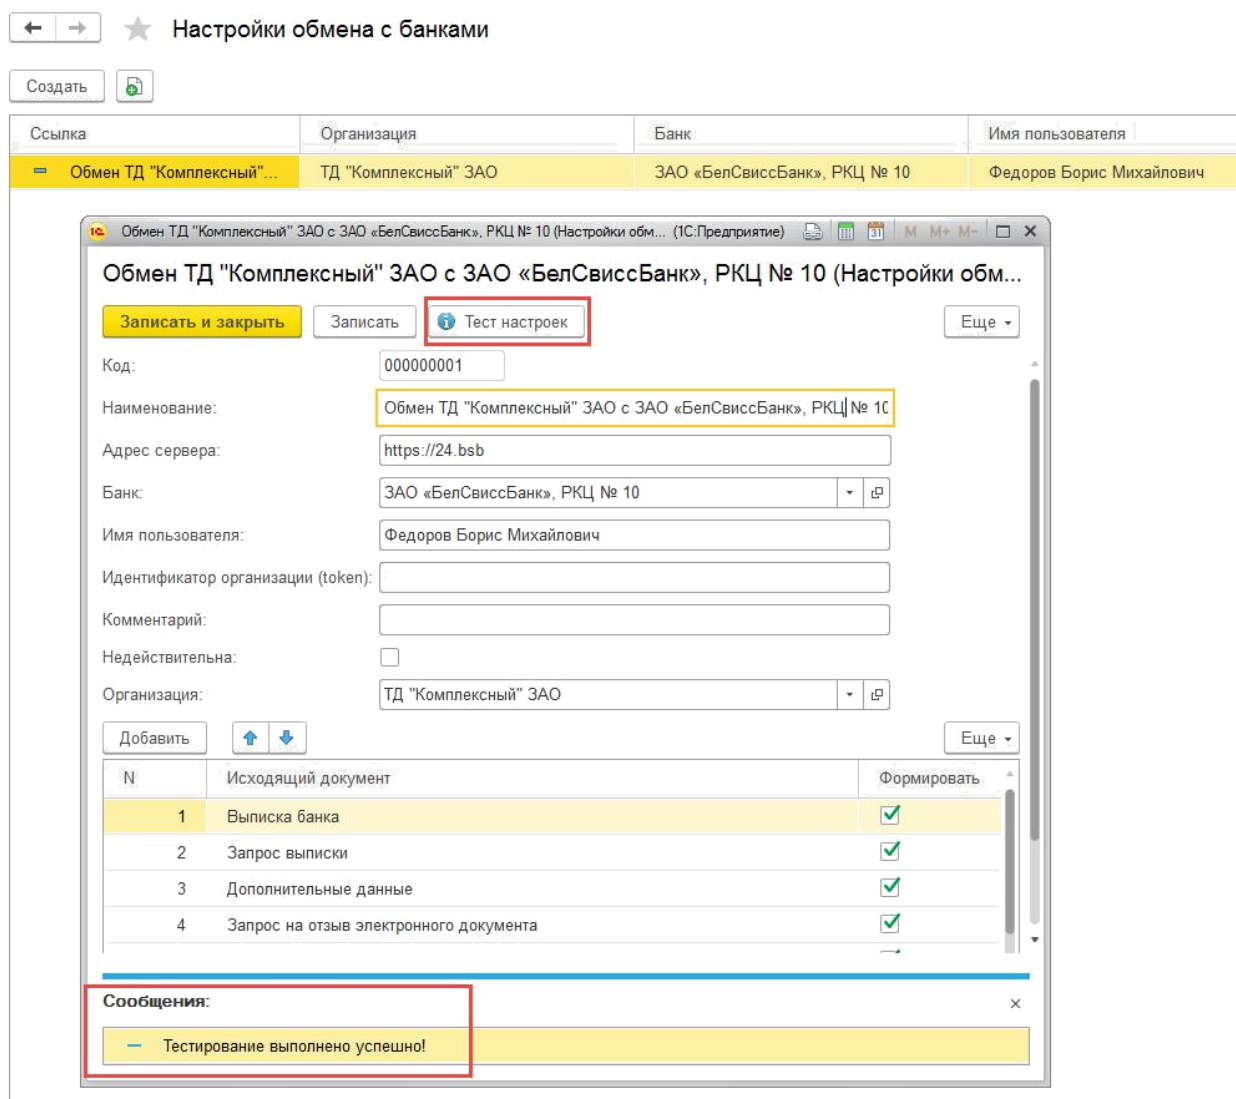 Настройки обмена с банками
Создать
Ссылка Организация Банк Имя пользователя
Обмен ТД "Комплексный"... ТД "Комплексный" ЗАО ЗАО «БелСвиссБанк», РКЦ № 10 Федоров Борис Михайлович
1С Обмен ТД "Комплексный" ЗАО с ЗАО «БелСвиссБанк», РКЦ № 10 (Настройки обм... (1С:Предприятие) 31 M M+ M-
Обмен ТД "Комплексный" ЗАО с ЗАО «БелСвиссБанк», РКЦ № 10 (Настройки обм...
Записать и закрыть Записать Тест настроек Еще
Код: 000000001
Наименование: Обмен ТД "Комплексный" ЗАО с ЗАО «БелСвиссБанк», РКЦ № 10
Адрес сервера: https://24.bsb
Банк: ЗАО «БелСвиссБанк», РКЦ № 10
Имя пользователя: Федоров Борис Михайлович
Идентификатор организации (token):
Комментарий:
Недействительна:
Организация: ТД "Комплексный" ЗАО
Добавить Еще
N Исходящий документ Формировать
1 Выписка банка
2 Запрос выписки
3 Дополнительные данные
4 Запрос на отзыв электронного документа
Сообщения:
Тестирование выполнено успешно!